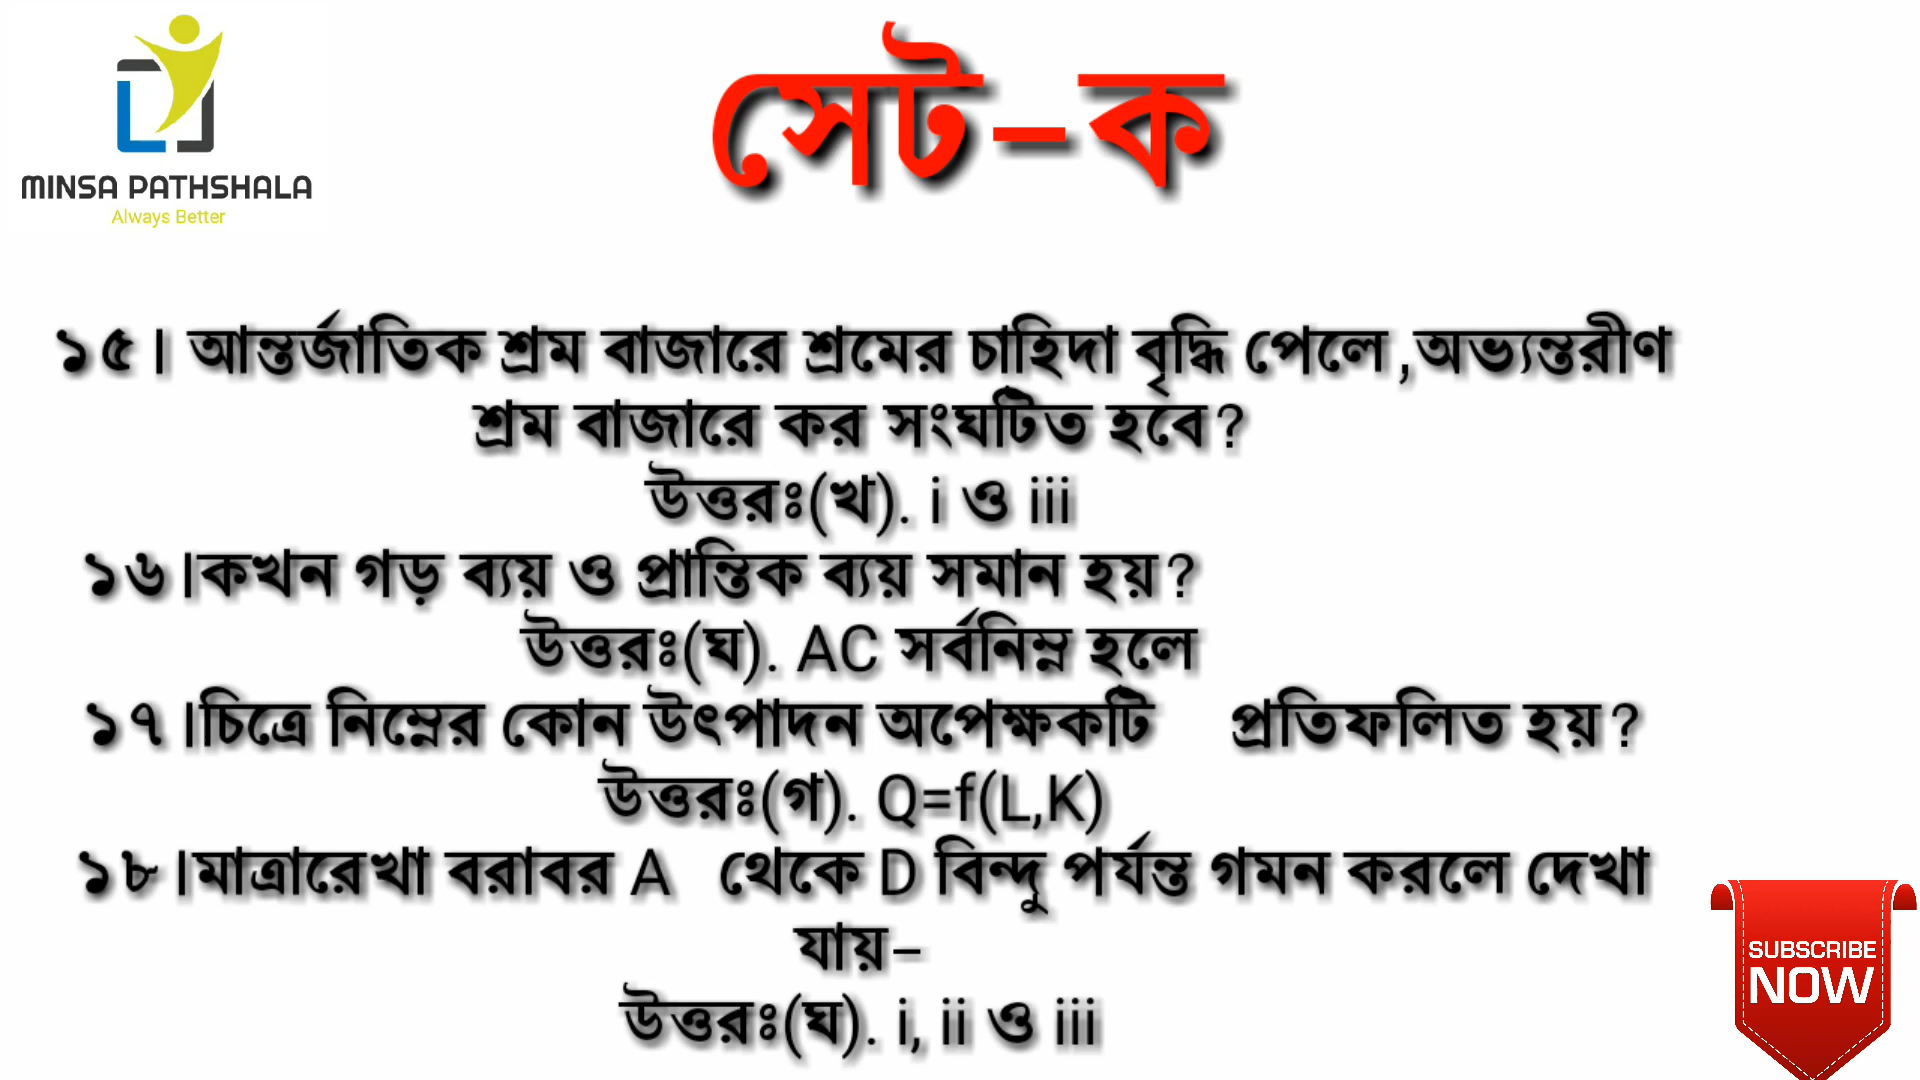 MINSA PATHSHALA
Always Better
সেট-ক
১৫। আন্তর্জাতিক শ্রম বাজারে শ্রমের চাহিদা বৃদ্ধি পেলে,অভ্যন্তরীণ
শ্রম বাজারে কর সংঘটিত হবে?
উত্তরঃ(খ). i ও iii
১৬।কখন গড় ব্যয় ও প্রান্তিক ব্যয় সমান হয়?
উত্তরঃ(ঘ). AC সর্বনিম্ন হলে
১৭।চিত্রে নিম্নের কোন উৎপাদন অপেক্ষকটি প্রতিফলিত হয়?
উত্তরঃ(গ). Q=f(L,K)
১৮।মাত্রারেখা বরাবর A থেকে D বিন্দু পর্যন্ত গমন করলে দেখা
যায়-
উত্তরঃ(ঘ). i, ii ও iii
SUBSCRIBE
NOW